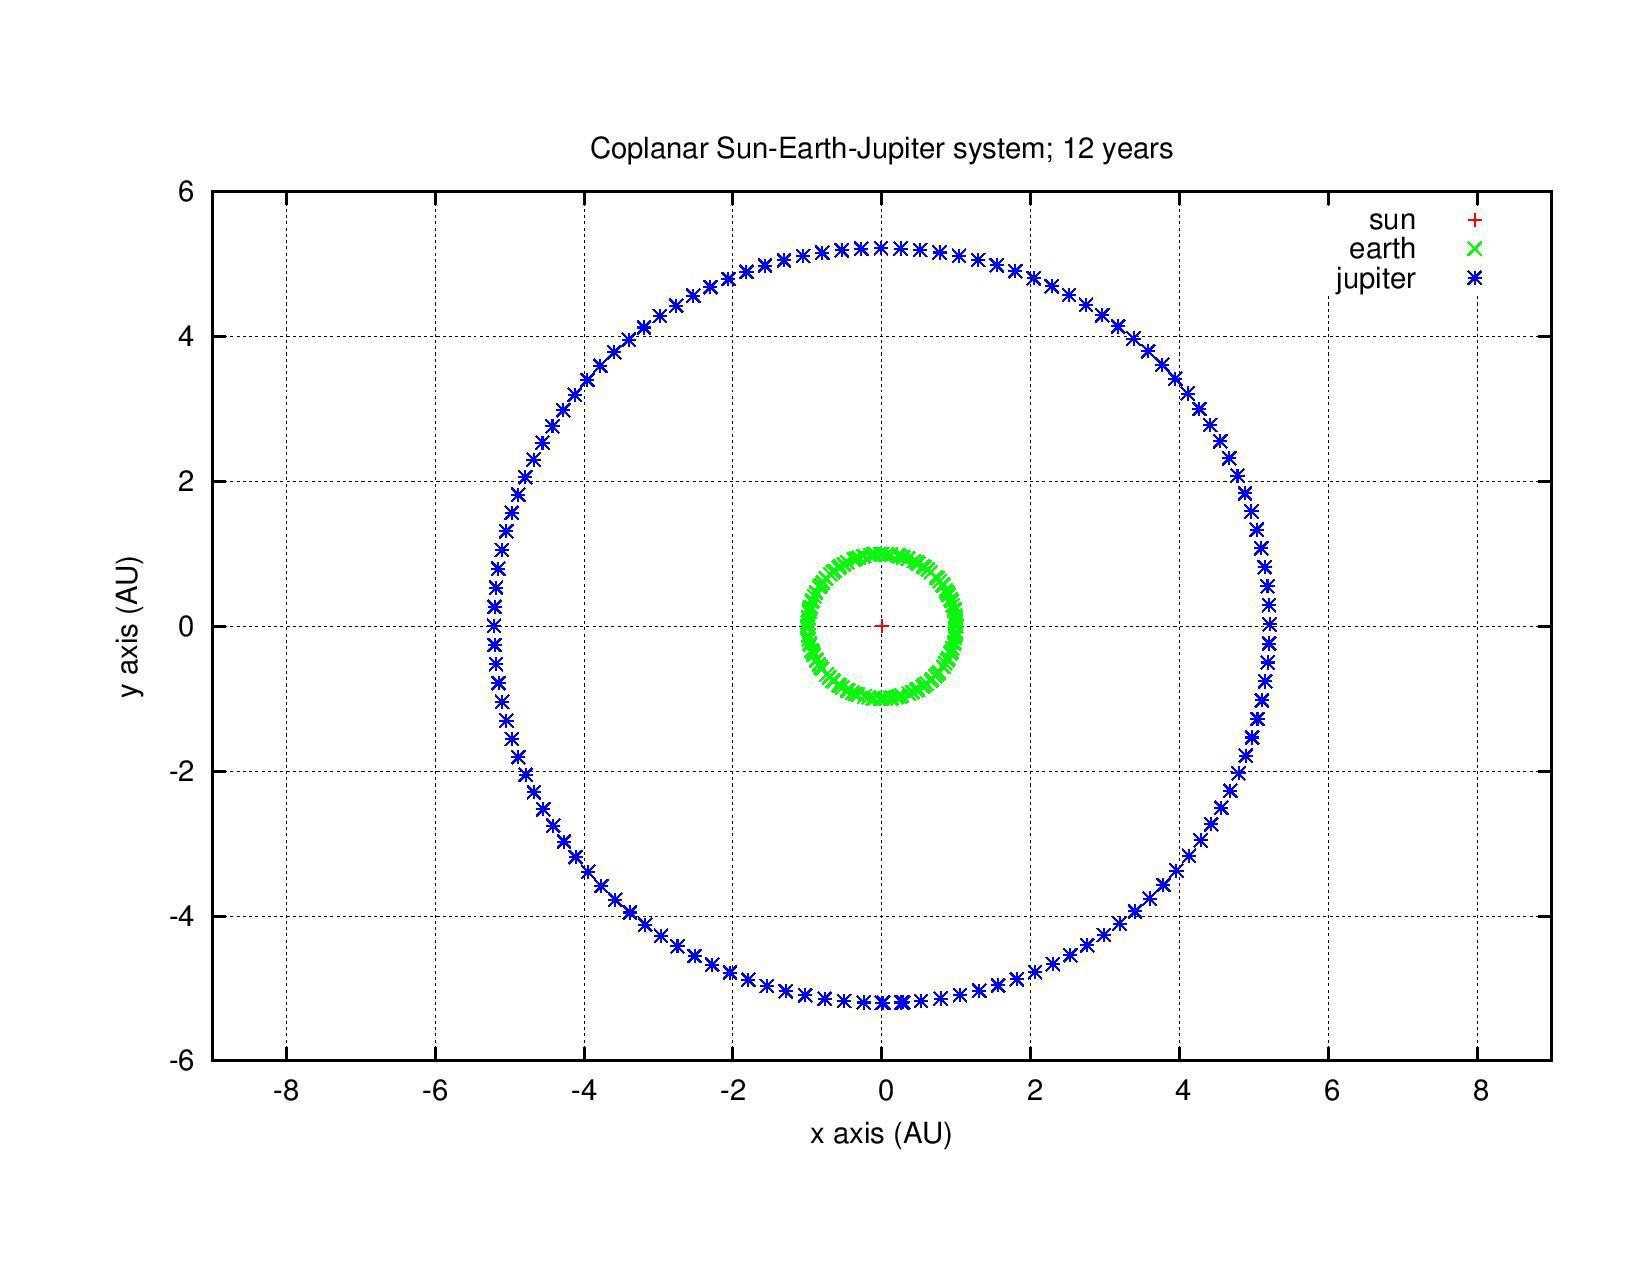 Coplanar Sun-Earth-Jupiter system; 12 years
sun
earth
jupiter
6
4
2
0
-2
-4
-6
y axis (AU)
-8 -6 -4 -2 0 2 4 6 8
x axis (AU)